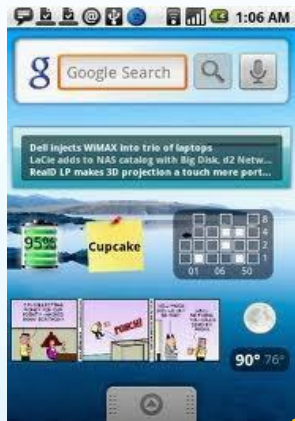 1:06 AM
g Google Search
Dell injects WiMAX into trio of laptops
LaCie adds to NAS catalog with Big Disk, d2 Netw...
RealD LP makes 3D projection a touch more port...
95%
Cupcake
8
4
2
1
01 06 50
90° 76°